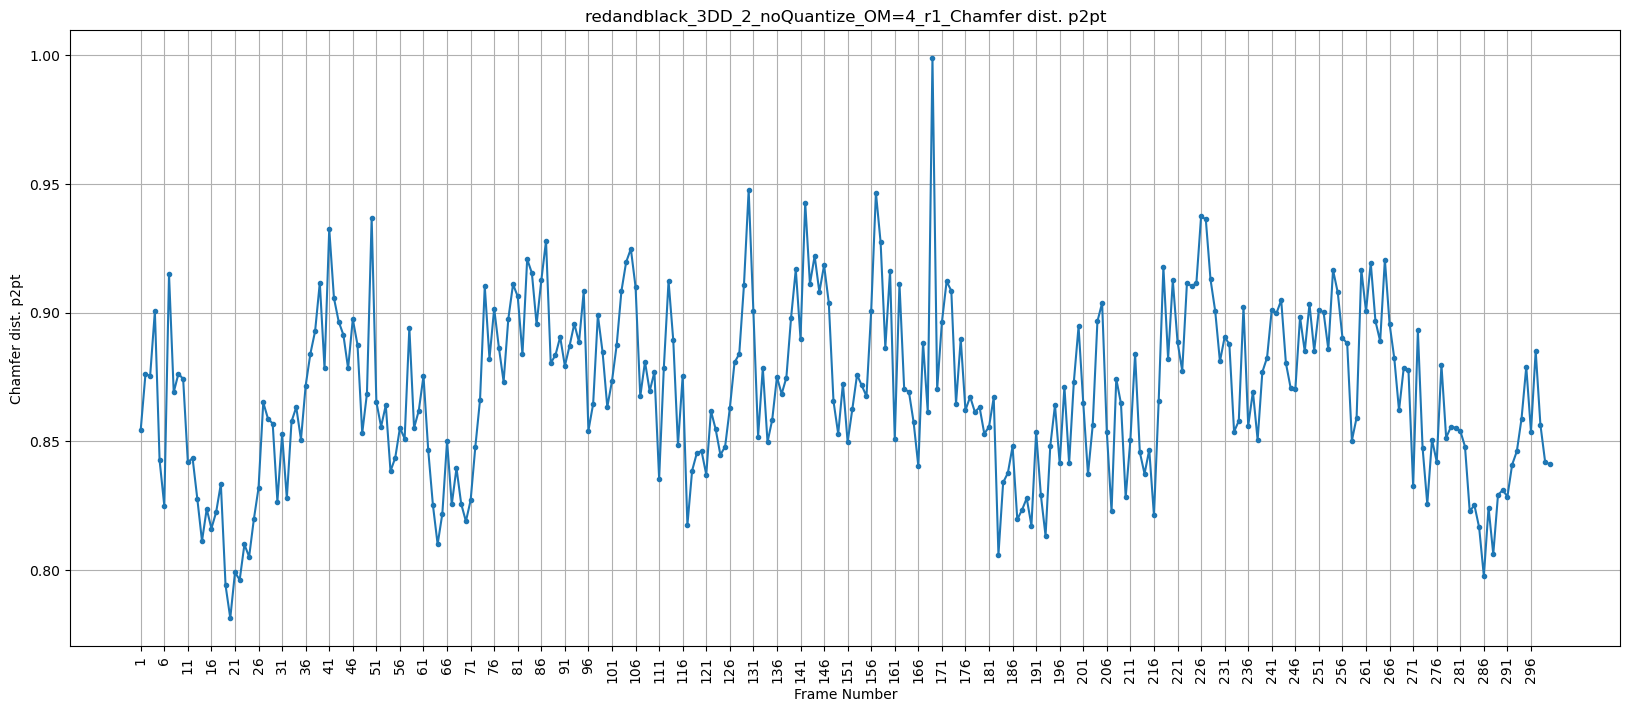 redandblack_3DD_2_noQuantize_OM=4_r1_Chamfer dist. p2pt
1.00
0.95
0.90
0.85
0.80
Chamfer dist. p2pt
1 6 11 16 21 26 31 36 41 46 51 56 61 66 71 76 81 86 91 96 101 106 111 116 121 126 131 136 141 146 151 156 161 166 171 176 181 186 191 196 201 206 211 216 221 226 231 236 241 246 251 256 261 266 271 276 281 286 291 296
Frame Number